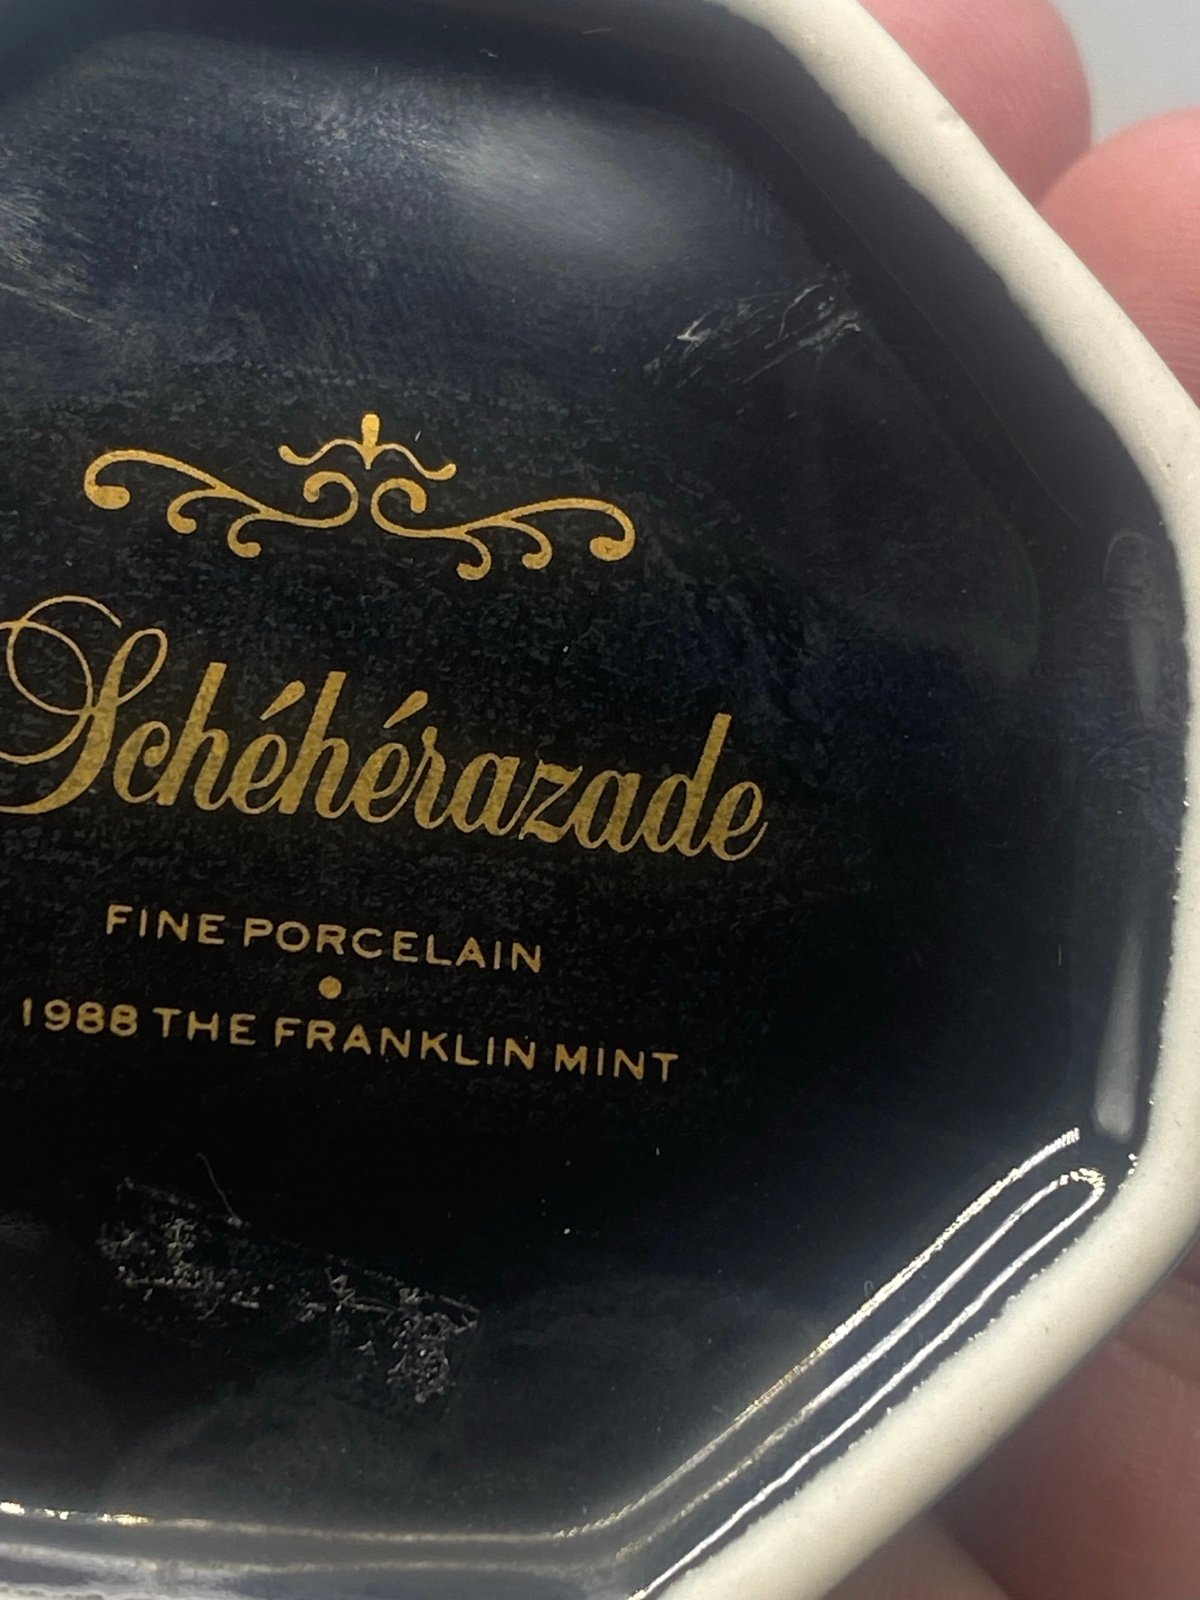 Schéhérazade
FINE PORCELAIN
•
1988 THE FRANKLIN MINT